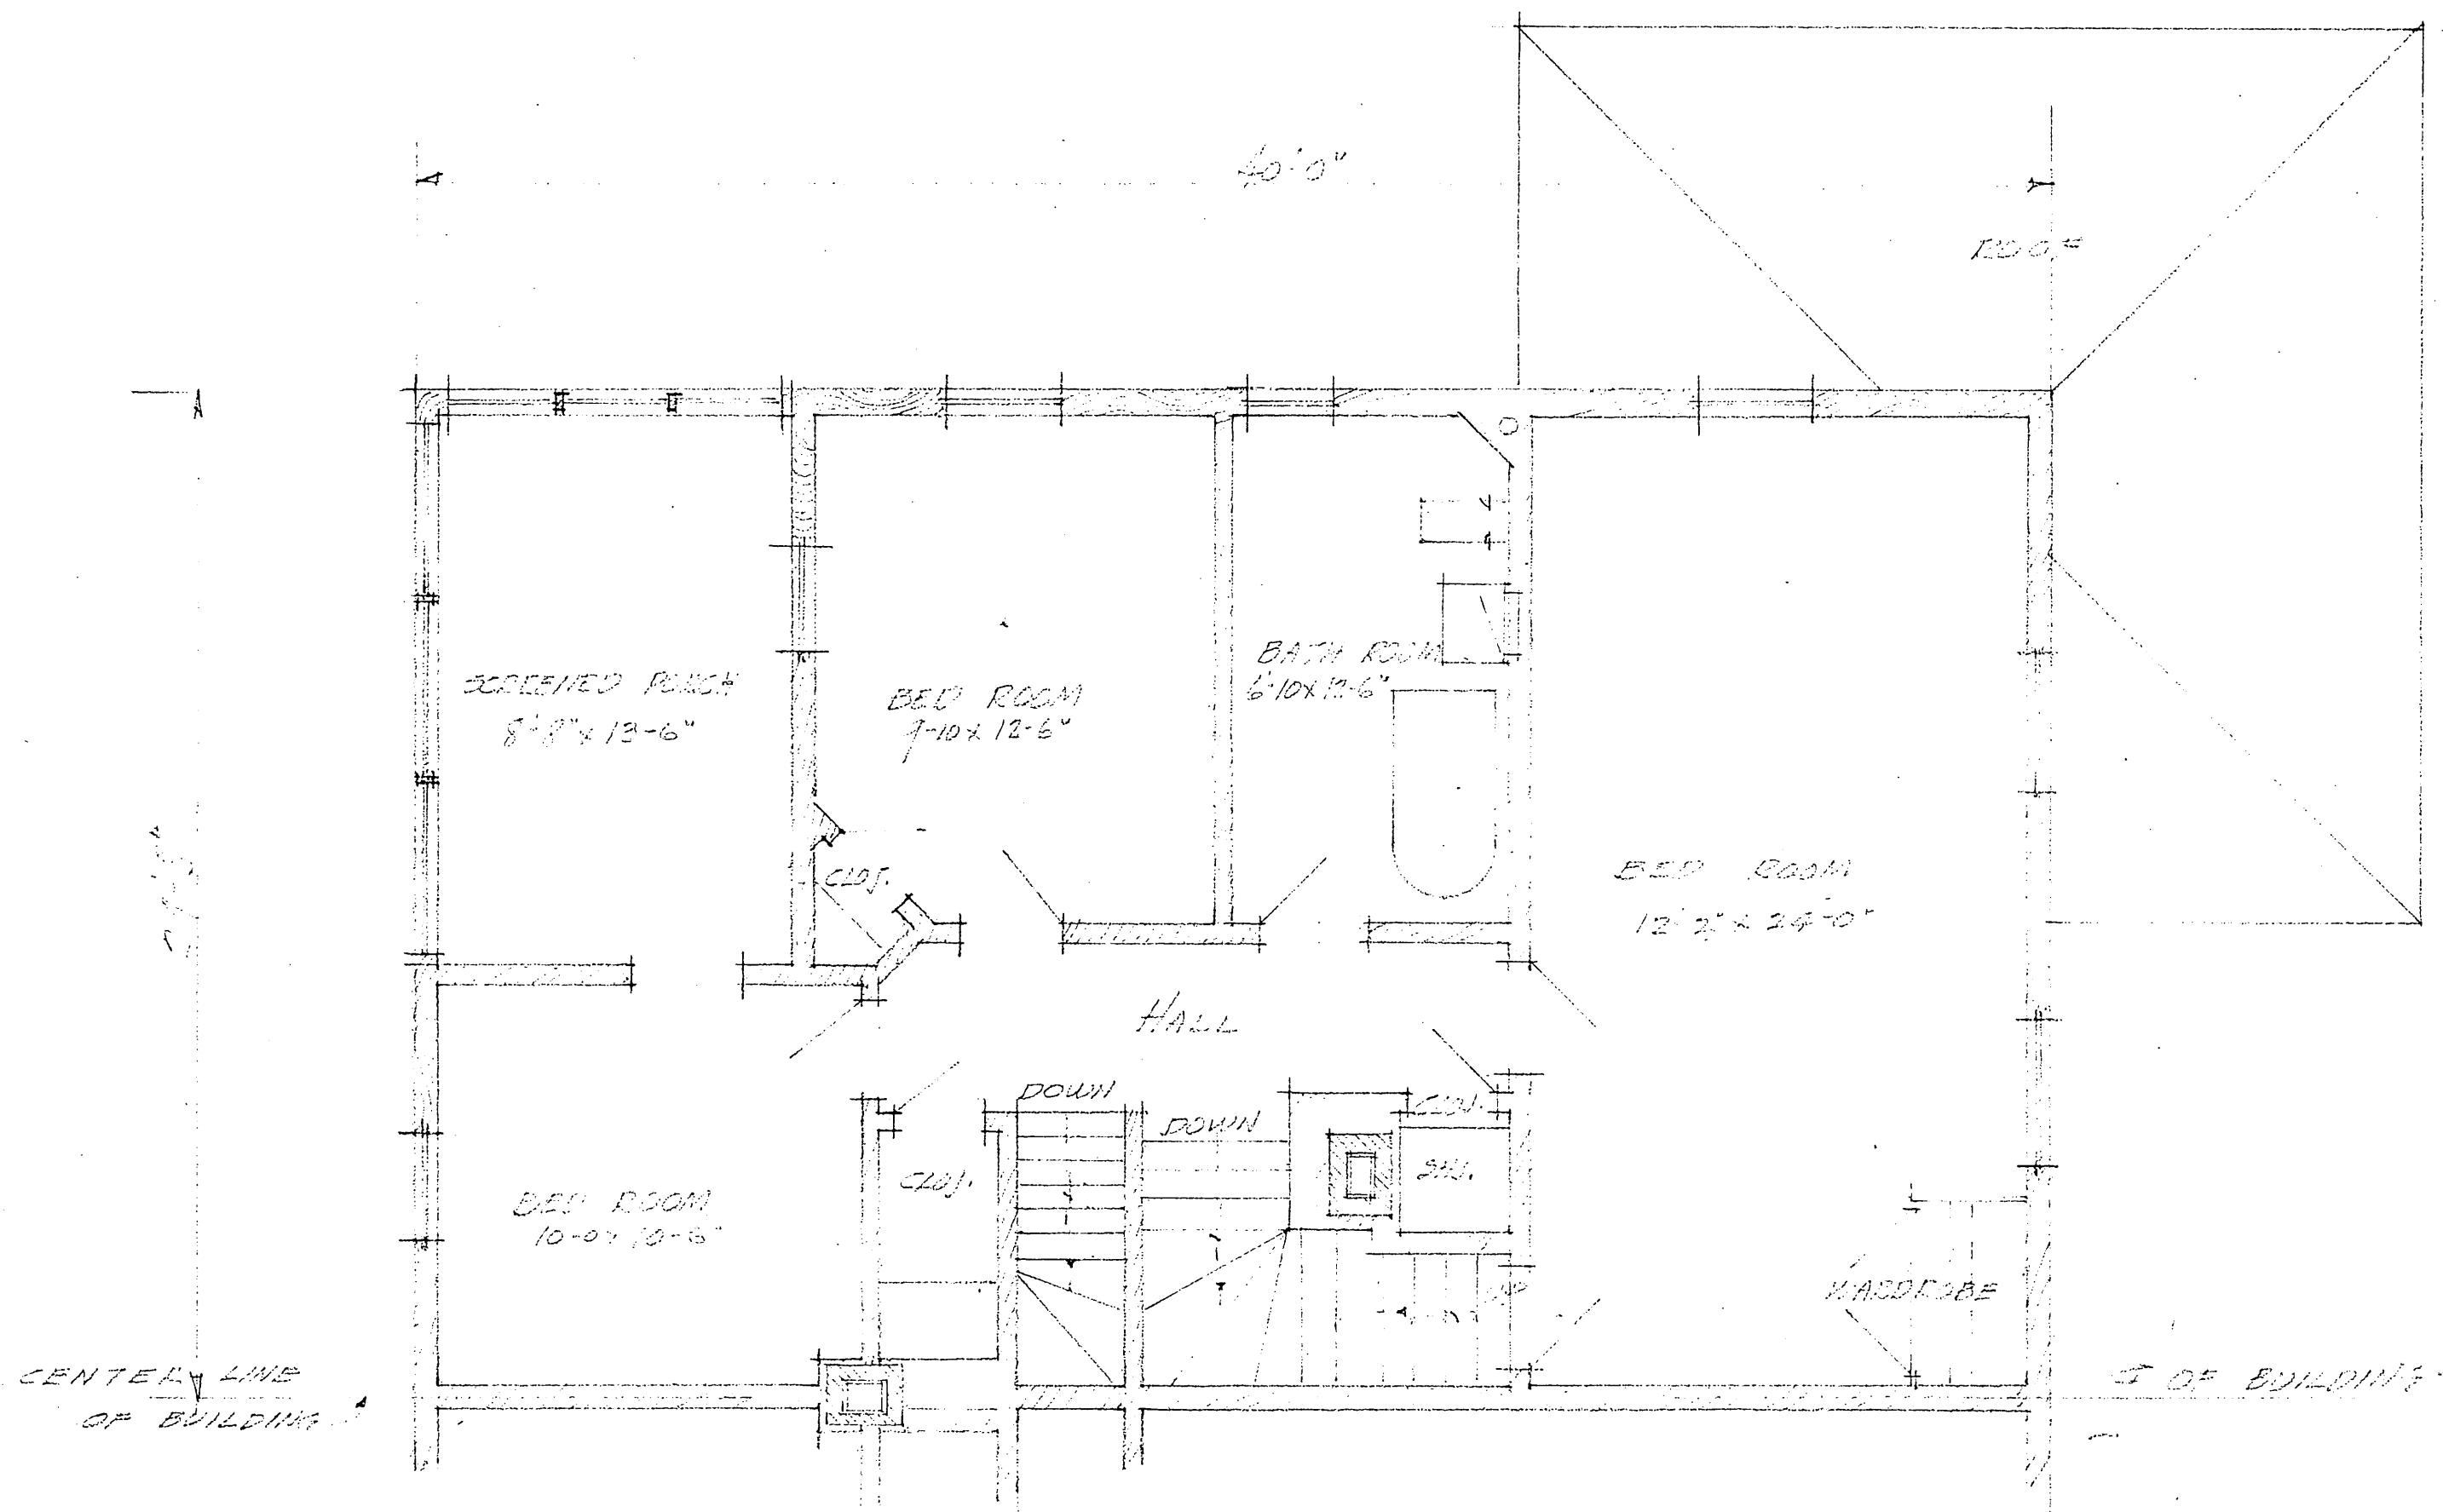 40'-0"
ROOF
SCREENED PORCH
8'-8" x 13-6"
BED ROOM
9-10 x 12-6"
BATH ROOM
6'-10 x 12-6"
CLOS.
BED ROOM
12'-2" x 24'-0"
HALL
DOWN
DOWN
CLOS.
CLOS.
SHS.
BED ROOM
10-0 x 10-6"
UP
WARDROBE
CENTER LINE
OF BUILDING
℄ OF BUILDING